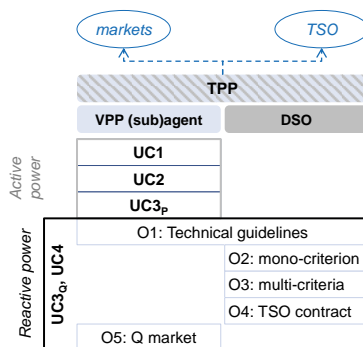 markets
TSO
TPP
VPP (sub)agent
DSO
Active
power
UC1
UC2
UC3P
Reactive power
UC3Q, UC4
O1: Technical guidelines
O2: mono-criterion
O3: multi-criteria
O4: TSO contract
O5: Q market